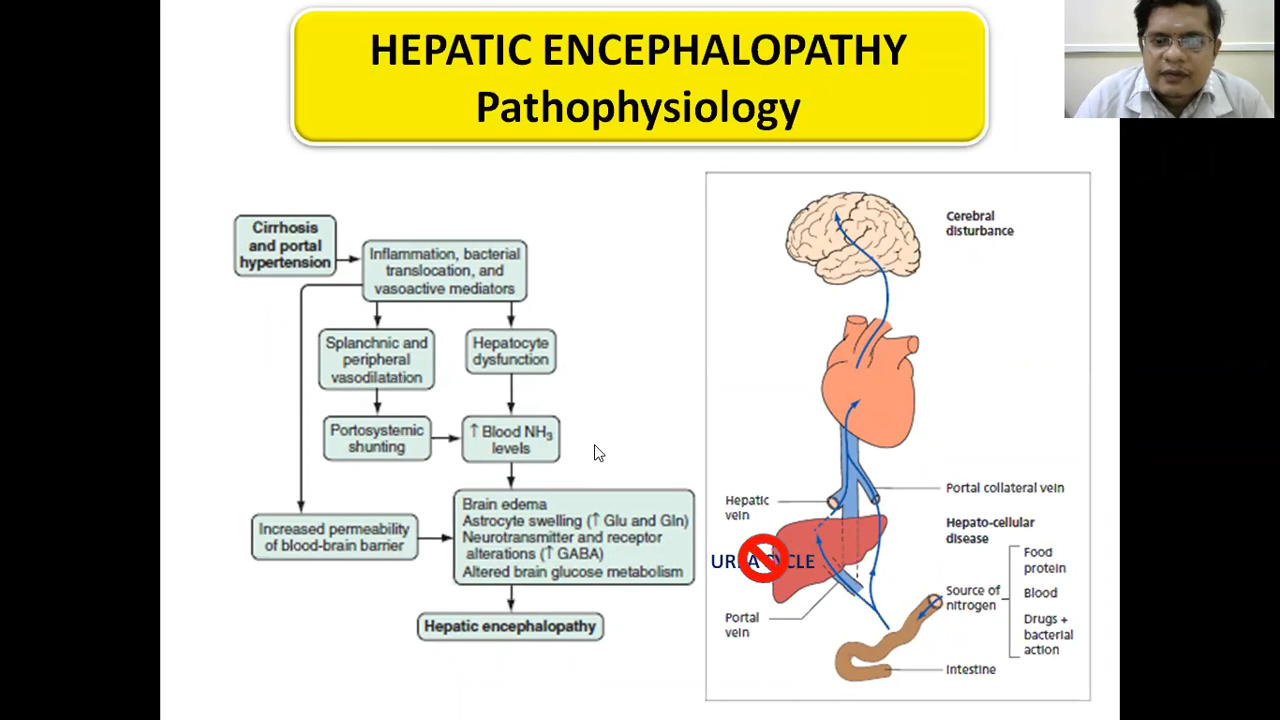 HEPATIC ENCEPHALOPATHY
Pathophysiology
Cirrhosis
and portal
hypertension
Inflammation, bacterial
translocation, and
vasoactive mediators
Splanchnic and
peripheral
vasodilatation
Hepatocyte
dysfunction
Portosystemic
shunting
↑ Blood NH₃
levels
Increased permeability
of blood-brain barrier
Brain edema
Astrocyte swelling (↑ Glu and Gln)
Neurotransmitter and receptor
alterations (↑ GABA)
Altered brain glucose metabolism
Hepatic encephalopathy
Cerebral
disturbance
Hepatic
vein
Portal collateral vein
Hepato-cellular
disease
UREA CYCLE
Source of
nitrogen
Food
protein
Blood
Drugs +
bacterial
action
Portal
vein
Intestine